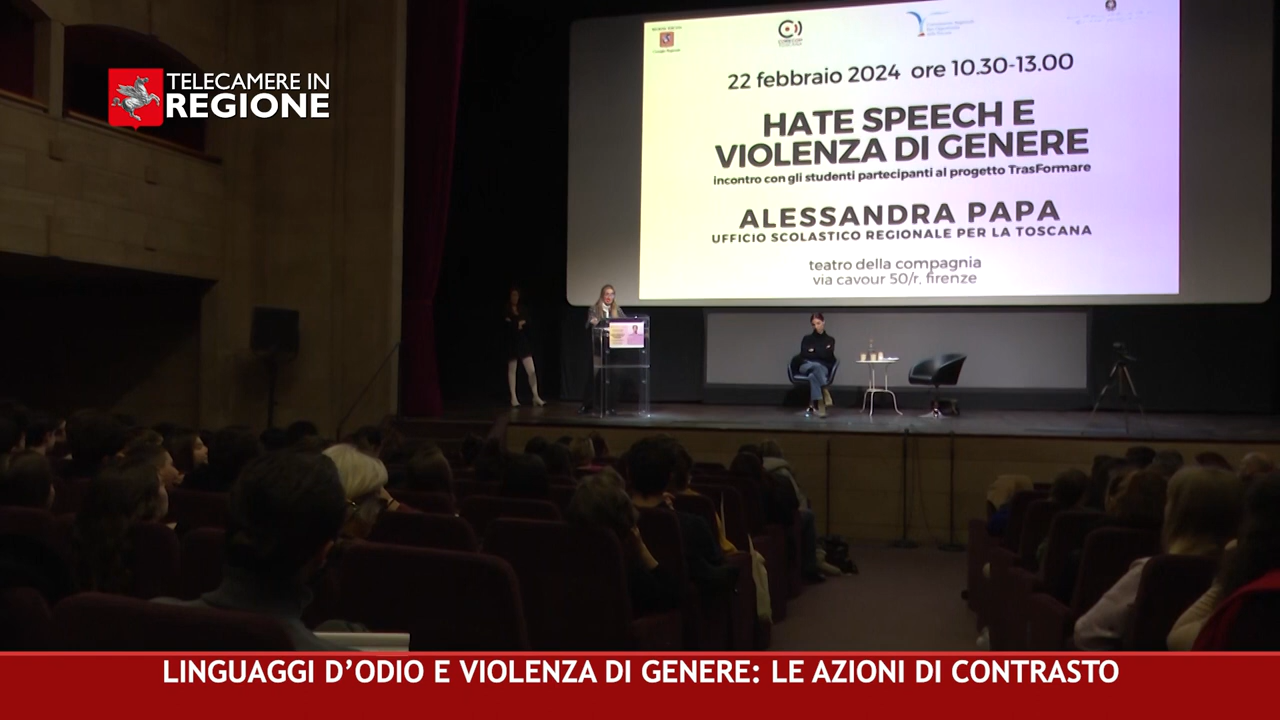 TELECAMERE IN
REGIONE
22 febbraio 2024 ore 10.30-13.00
HATE SPEECH E
VIOLENZA DI GENERE
incontro con gli studenti partecipanti al progetto TrasFormare
ALESSANDRA PAPA
UFFICIO SCOLASTICO REGIONALE PER LA TOSCANA
teatro della compagnia
via cavour 50/r, firenze
LINGUAGGI D'ODIO E VIOLENZA DI GENERE: LE AZIONI DI CONTRASTO